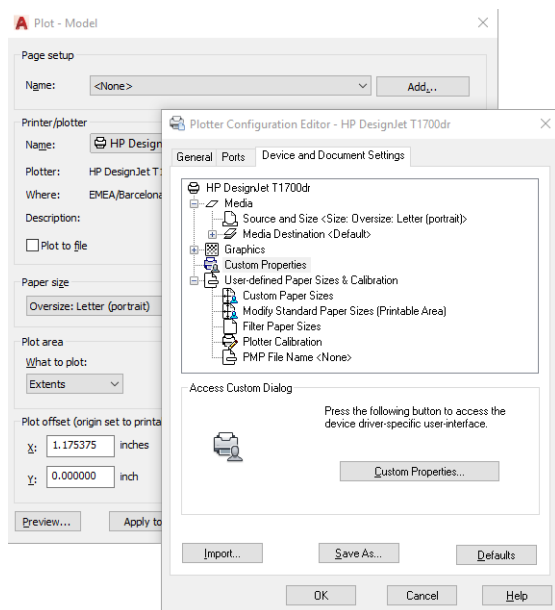 Plot - Model
Page setup
Name: <None> Add...
Printer/plotter
Name: HP Design
Plotter: HP DesignJet T1
Where: EMEA/Barcelona
Description:
Plot to file
Paper size
Oversize: Letter (portrait)
Plot area
What to plot:
Extents
Plot offset (origin set to printa
X: 1.175375 inches
Y: 0.000000 inch
Preview... Apply to
Plotter Configuration Editor - HP DesignJet T1700dr
General Ports Device and Document Settings
HP DesignJet T1700dr
Media
Source and Size <Size: Oversize: Letter (portrait)>
Media Destination <Default>
Graphics
Custom Properties
User-defined Paper Sizes & Calibration
Custom Paper Sizes
Modify Standard Paper Sizes (Printable Area)
Filter Paper Sizes
Plotter Calibration
PMP File Name <None>
Access Custom Dialog
Press the following button to access the
device driver-specific user-interface.
Custom Properties...
Import... Save As... Defaults
OK Cancel Help